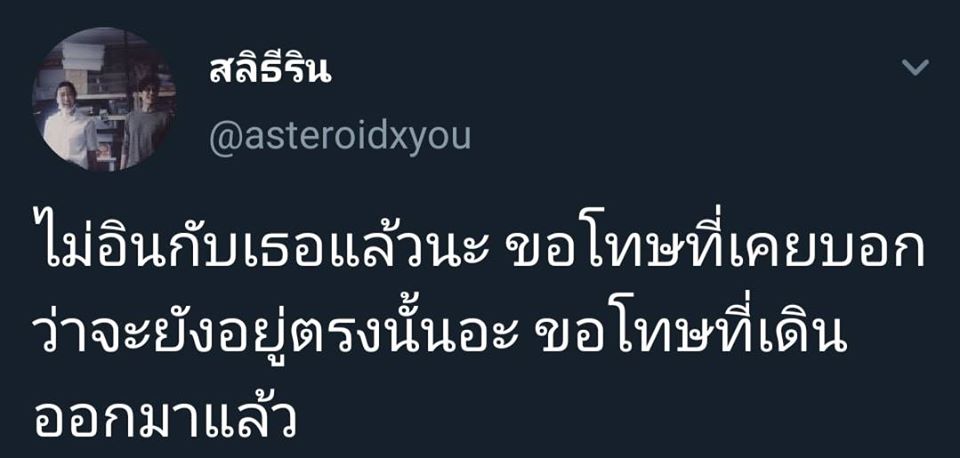 สลิธีริน
@asteroidxyou
ไม่อินกับเธอแล้วนะ ขอโทษที่เคยบอก
ว่าจะยังอยู่ตรงนั้นอะ ขอโทษที่เดิน
ออกมาแล้ว